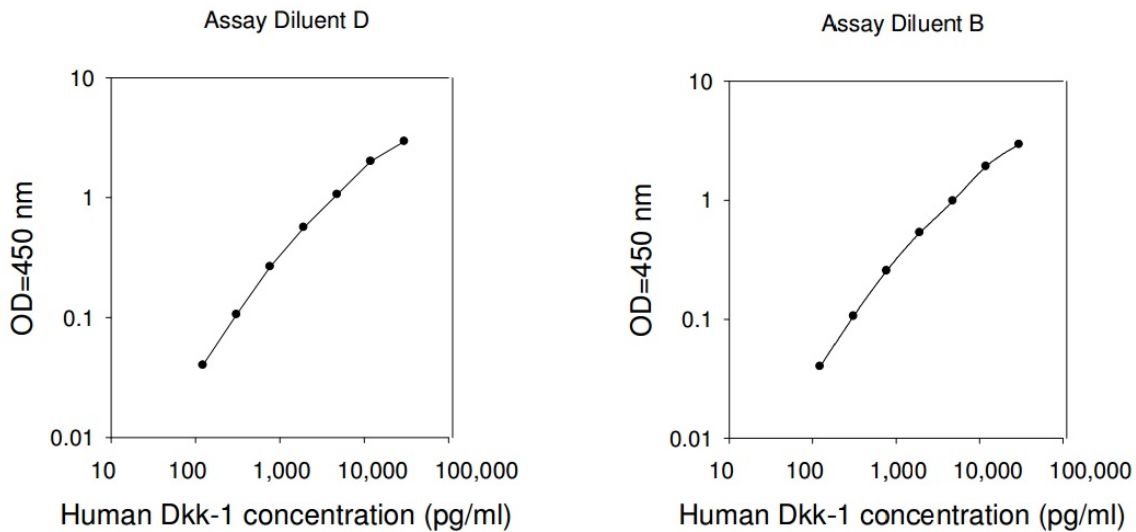 Assay Diluent D
10
1
0.1
0.01
OD=450 nm
10 100 1,000 10,000 100,000
Human Dkk-1 concentration (pg/ml)
Assay Diluent B
10
1
0.1
0.01
OD=450 nm
10 100 1,000 10,000 100,000
Human Dkk-1 concentration (pg/ml)